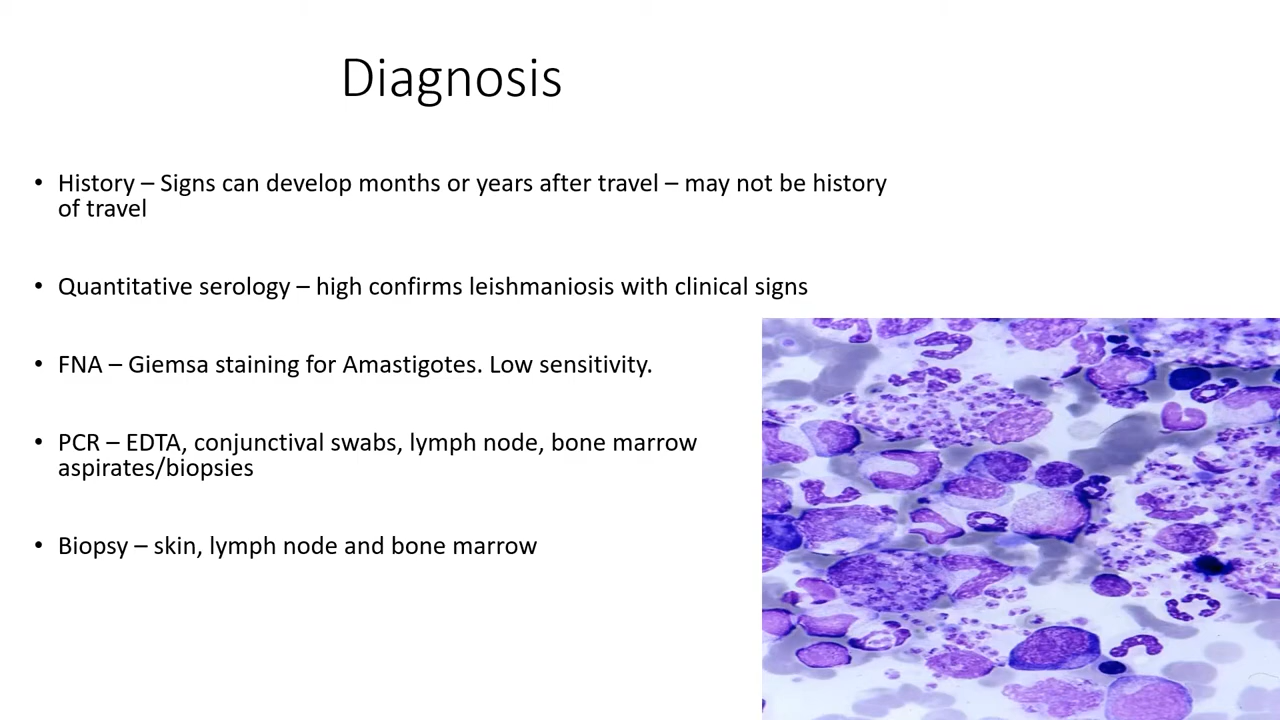 Diagnosis
• History – Signs can develop months or years after travel – may not be history
of travel
• Quantitative serology – high confirms leishmaniosis with clinical signs
• FNA – Giemsa staining for Amastigotes. Low sensitivity.
• PCR – EDTA, conjunctival swabs, lymph node, bone marrow
aspirates/biopsies
• Biopsy – skin, lymph node and bone marrow